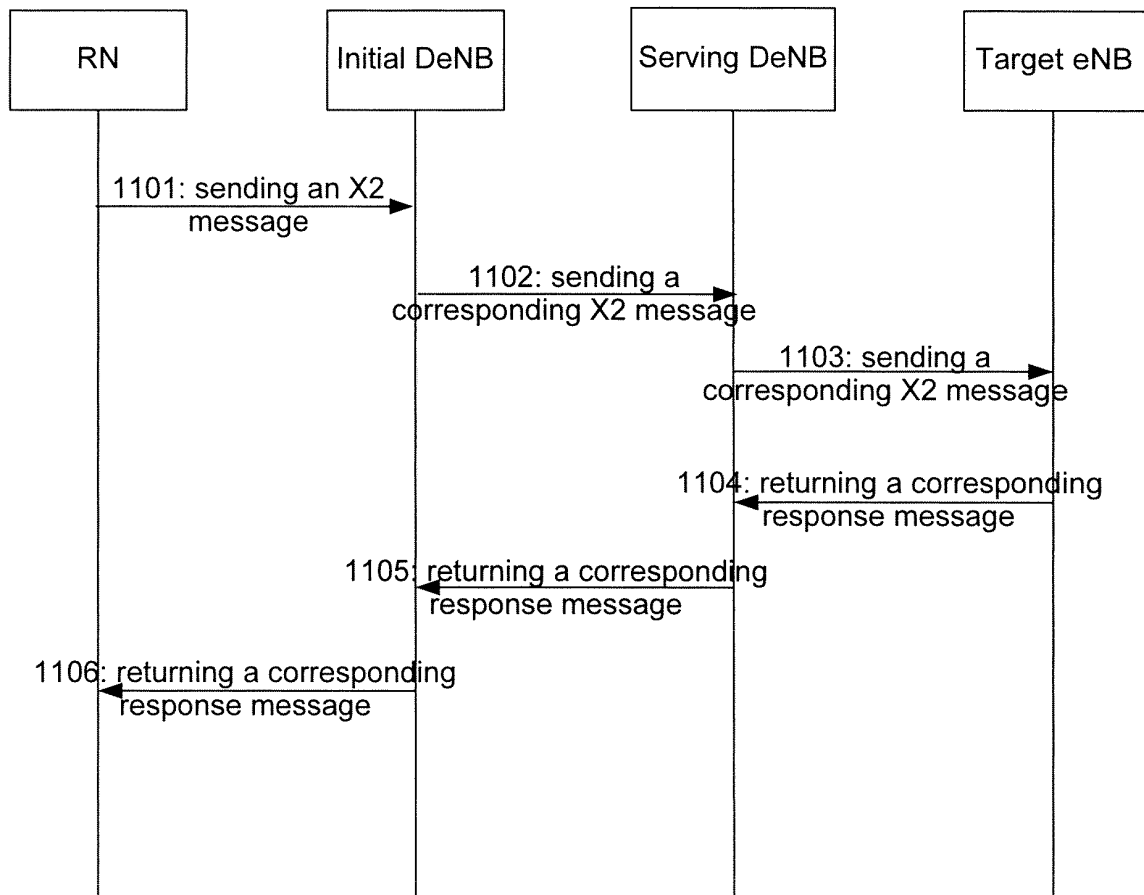 RN
Initial DeNB
Serving DeNB
Target eNB
1101: sending an X2
message
1102: sending a
corresponding X2 message
1103: sending a
corresponding X2 message
1104: returning a corresponding
response message
1105: returning a corresponding
response message
1106: returning a corresponding
response message